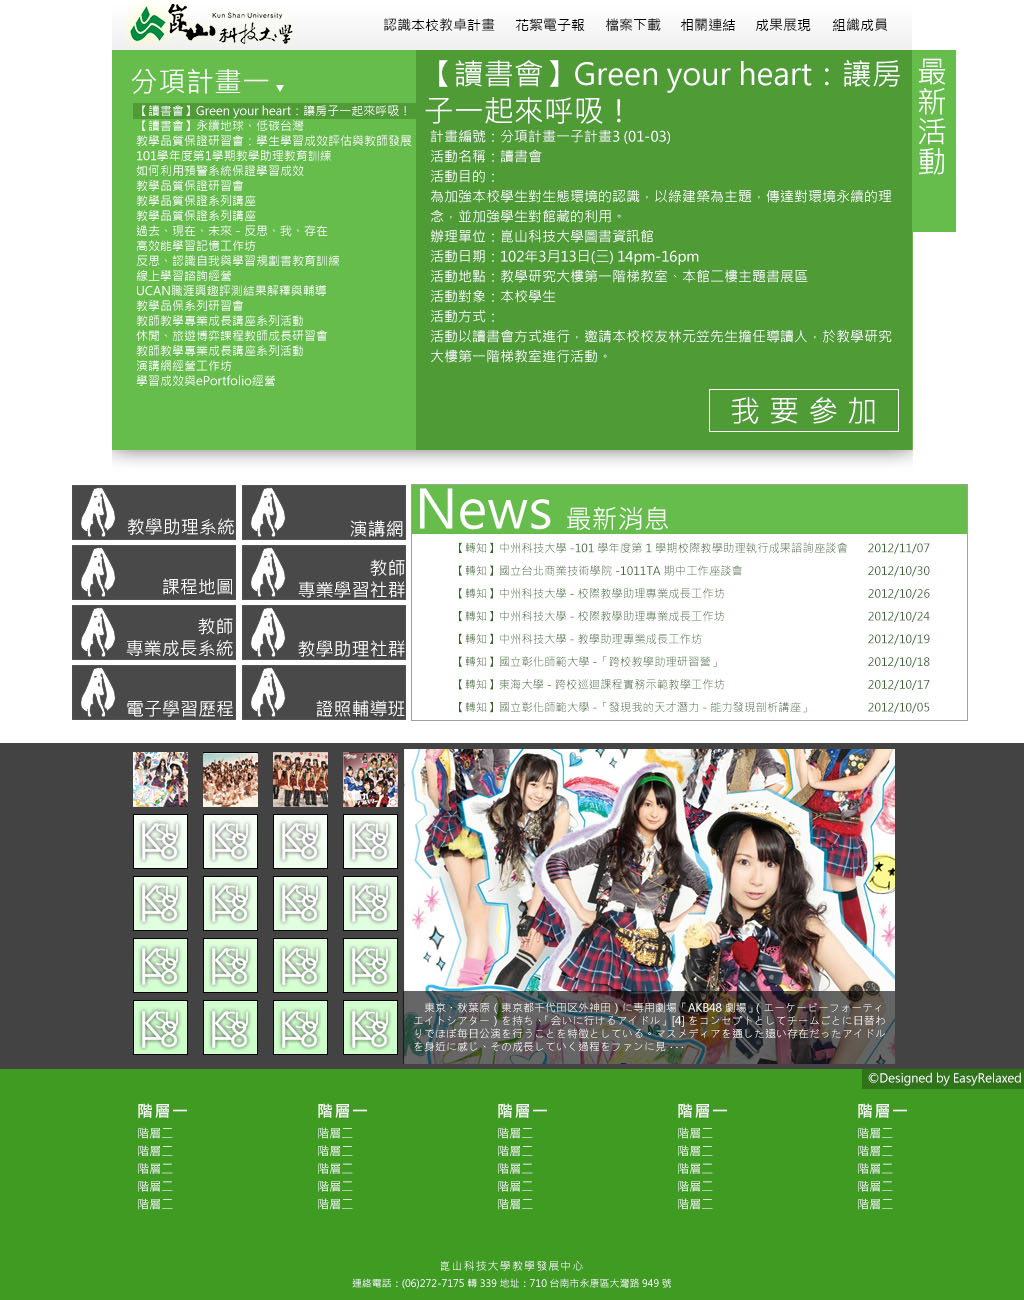 崑山科技大學
Kun Shan University
認識本校教卓計畫 花絮電子報 檔案下載 相關連結 成果展現 組織成員
分項計畫一
【讀書會】Green your heart：讓房子一起來呼吸！
【讀書會】永續地球、低碳台灣
教學品質保證研習會：學生學習成效評估與教師發展
101學年度第1學期教學助理教育訓練
如何利用預警系統保證學習成效
教學品質保證研習會
教學品質保證系列講座
教學品質保證系列講座
過去、現在、未來－反思、我、存在
高效能學習記憶工作坊
反思、認識自我與學習規劃書教育訓練
線上學習諮詢經營
UCAN職涯興趣評測結果解釋與輔導
教學品保系列研習會
教師教學專業成長講座系列活動
休閒、旅遊博弈課程教師成長研習會
教師教學專業成長講座系列活動
演講網經營工作坊
學習成效與ePortfolio經營
【讀書會】Green your heart：讓房
子一起來呼吸！
計畫編號：分項計畫一子計畫3 (01-03)
活動名稱：讀書會
活動目的：
為加強本校學生對生態環境的認識，以綠建築為主題，傳達對環境永續的理
念，並加強學生對館藏的利用。
辦理單位：崑山科技大學圖書資訊館
活動日期：102年3月13日(三) 14pm-16pm
活動地點：教學研究大樓第一階梯教室、本館二樓主題書展區
活動對象：本校學生
活動方式：
活動以讀書會方式進行，邀請本校校友林元笠先生擔任導讀人，於教學研究
大樓第一階梯教室進行活動。
我要參加
最新活動
教學助理系統
演講網
課程地圖
教師
專業學習社群
教師
專業成長系統
教學助理社群
電子學習歷程
證照輔導班
News 最新消息
【轉知】中州科技大學 -101 學年度第 1 學期校際教學助理執行成果諮詢座談會 2012/11/07
【轉知】國立台北商業技術學院 -1011TA 期中工作座談會 2012/10/30
【轉知】中州科技大學 - 校際教學助理專業成長工作坊 2012/10/26
【轉知】中州科技大學 - 校際教學助理專業成長工作坊 2012/10/24
【轉知】中州科技大學 - 教學助理專業成長工作坊 2012/10/19
【轉知】國立彰化師範大學 -「跨校教學助理研習營」 2012/10/18
【轉知】東海大學 - 跨校巡迴課程實務示範教學工作坊 2012/10/17
【轉知】國立彰化師範大學 -「發現我的天才潛力 - 能力發現剖析講座」 2012/10/05
KSU48 KSU48 KSU48 KSU48
KSU48 KSU48 KSU48 KSU48
KSU48 KSU48 KSU48 KSU48
KSU48 KSU48 KSU48 KSU48
東京・秋葉原（東京都千代田区外神田）に専用劇場「AKB48 劇場」（エーケービーフォーティ
エイトシアター）を持ち、「会いに行けるアイドル」[4] をコンセプトとしてチームごとに日替わ
りでほぼ毎日公演を行うことを特徴としている。マスメディアを通した遠い存在だったアイドル
を身近に感じ、その成長していく過程をファンに見・・・
©Designed by EasyRelaxed
階層一 階層一 階層一 階層一 階層一
階層二 階層二 階層二 階層二 階層二
階層二 階層二 階層二 階層二 階層二
階層二 階層二 階層二 階層二 階層二
階層二 階層二 階層二 階層二 階層二
階層二 階層二 階層二 階層二 階層二
崑山科技大學教學發展中心
連絡電話：(06)272-7175 轉 339 地址：710 台南市永康區大灣路 949 號